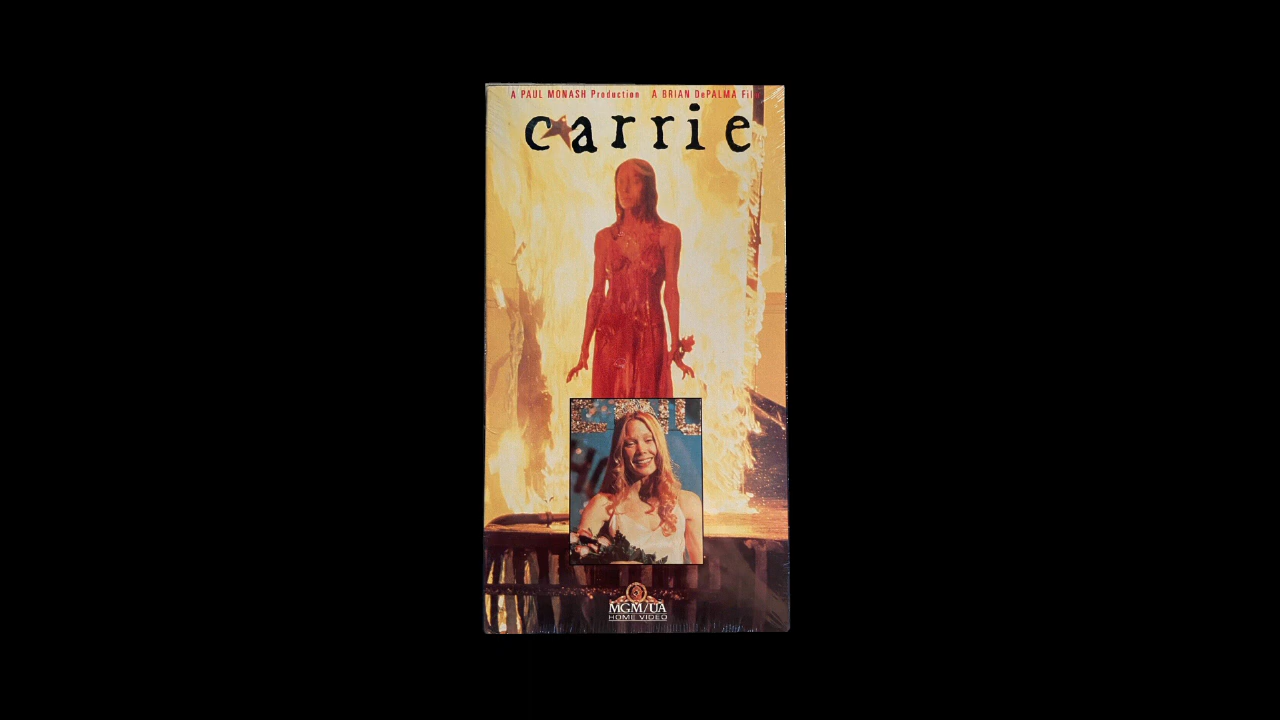 A PAUL MONASH Production A BRIAN DePALMA Film
carrie
MGM/UA
HOME VIDEO